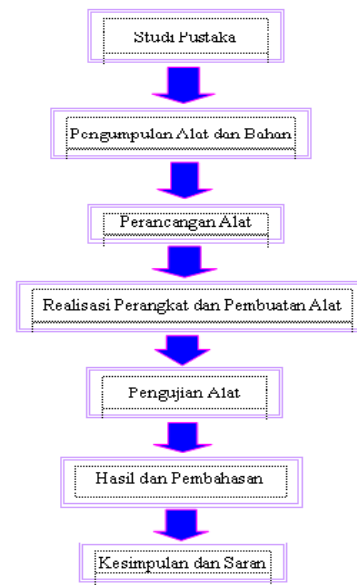 Studi Pustaka
Pengumpulan Alat dan Bahan
Perancangan Alat
Realisasi Perangkat dan Pembuatan Alat
Pengujian Alat
Hasil dan Pembahasan
Kesimpulan dan Saran